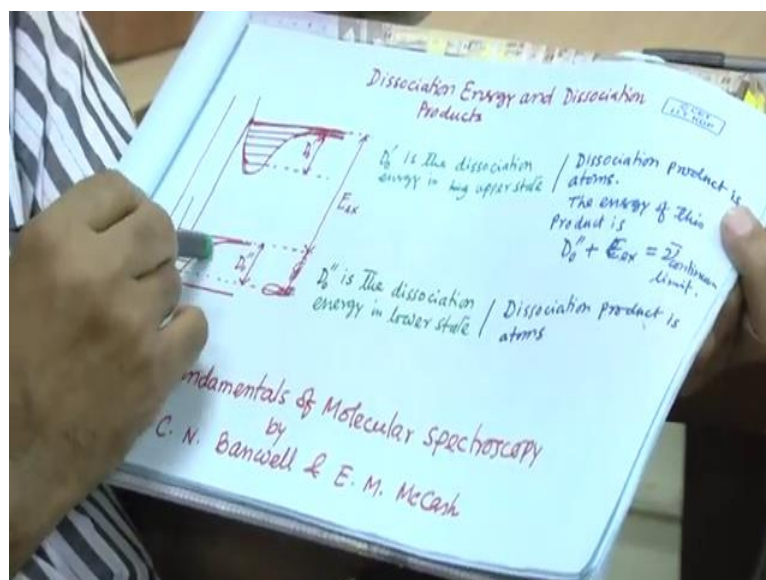 Dissociation Energy and Dissociation
Products
D₀' is the dissociation
energy in upper state
Dissociation product is
atoms.
The energy of this
Product is
D₀'' + Eex = ν̄continuum
limit.
D₀'
Eex
D₀''
D₀'' is the dissociation
energy in lower state
Dissociation product is
atoms
ndamentals of Molecular spectroscopy
by
C. N. Banwell & E. M. McCash